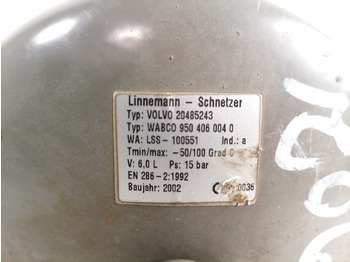 Linnemann - Schnetzer
Typ: VOLVO 20485243
Typ: WABCO 950 406 004 0
WA: LSS - 100551 Ind.: a
Tmin/max: -50/100 Grad C
V: 6.0 L Ps: 15 bar
EN 286-2:1992
Baujahr: 2002 0036